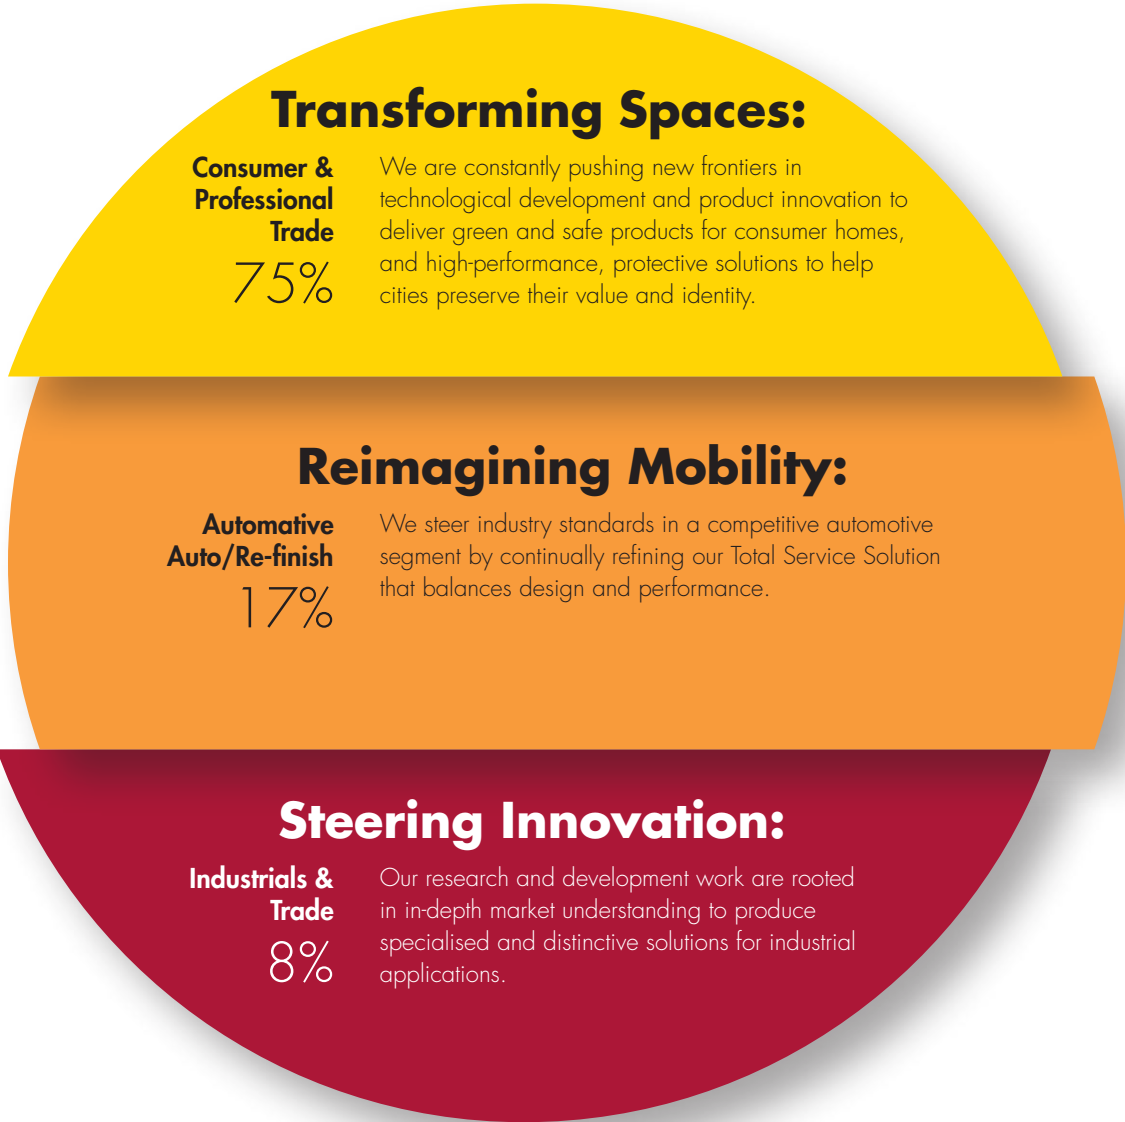 Transforming Spaces:
Consumer &
Professional
Trade
75%
We are constantly pushing new frontiers in
technological development and product innovation to
deliver green and safe products for consumer homes,
and high-performance, protective solutions to help
cities preserve their value and identity.
Reimagining Mobility:
Automative
Auto/Re-finish
17%
We steer industry standards in a competitive automotive
segment by continually refining our Total Service Solution
that balances design and performance.
Steering Innovation:
Industrials &
Trade
8%
Our research and development work are rooted
in in-depth market understanding to produce
specialised and distinctive solutions for industrial
applications.